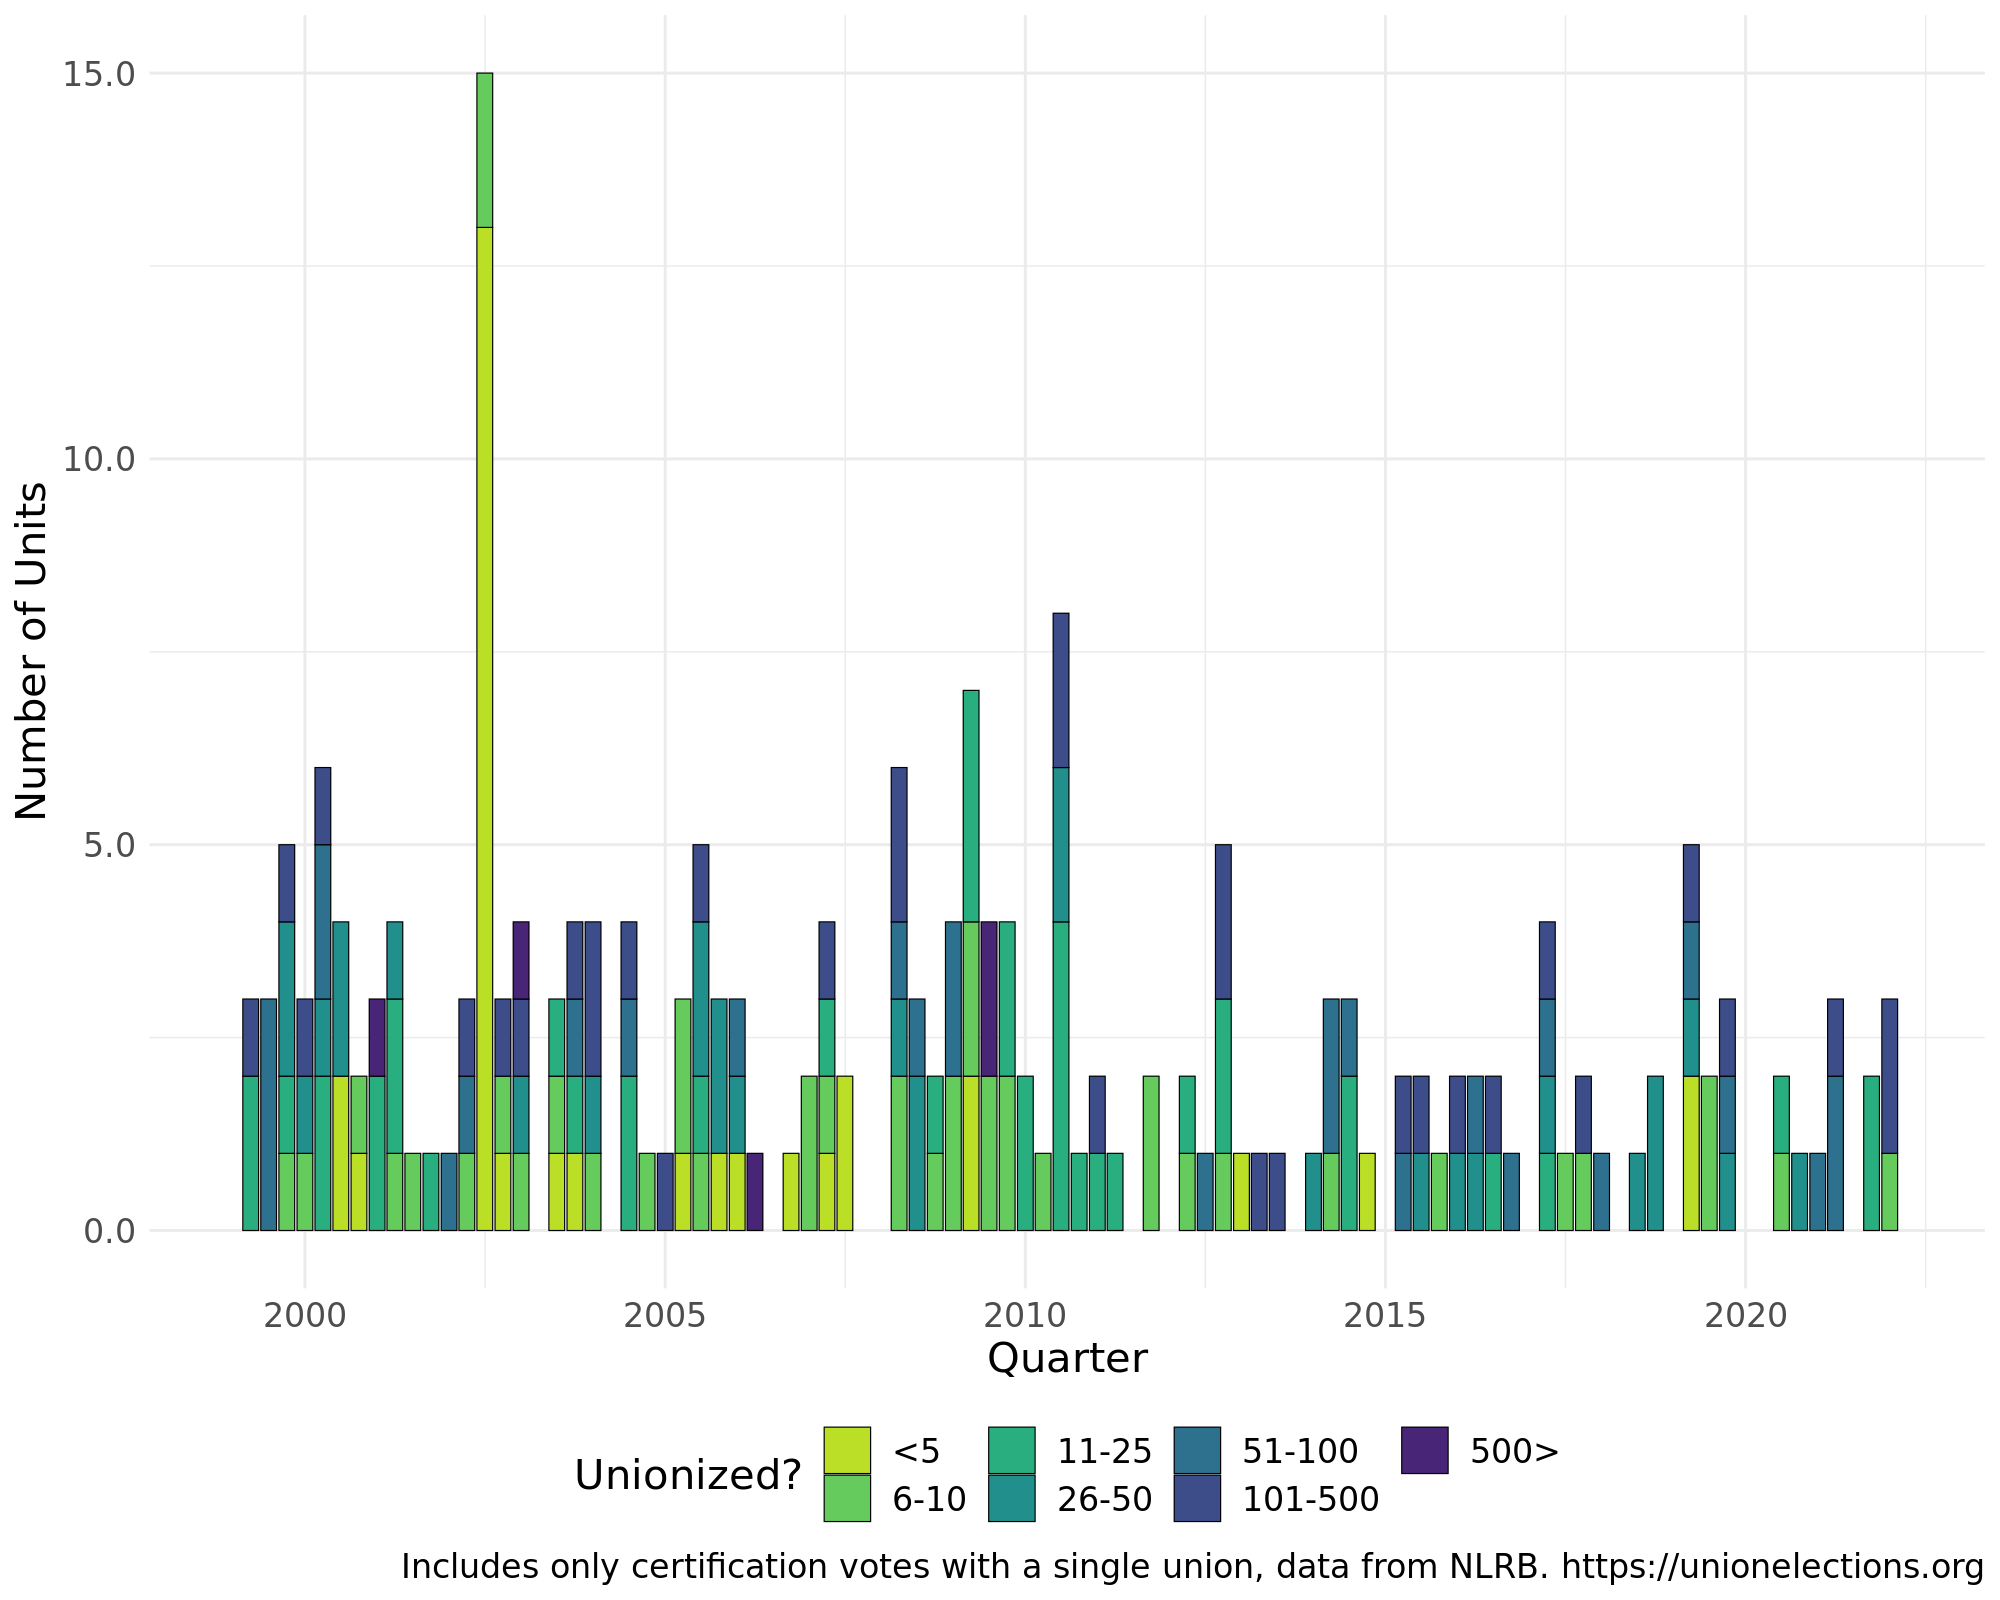 15.0
10.0
5.0
0.0
Number of Units
2000 2005 2010 2015 2020
Quarter
Unionized?
<5 11-25 51-100 500>
6-10 26-50 101-500
Includes only certification votes with a single union, data from NLRB. https://unionelections.org